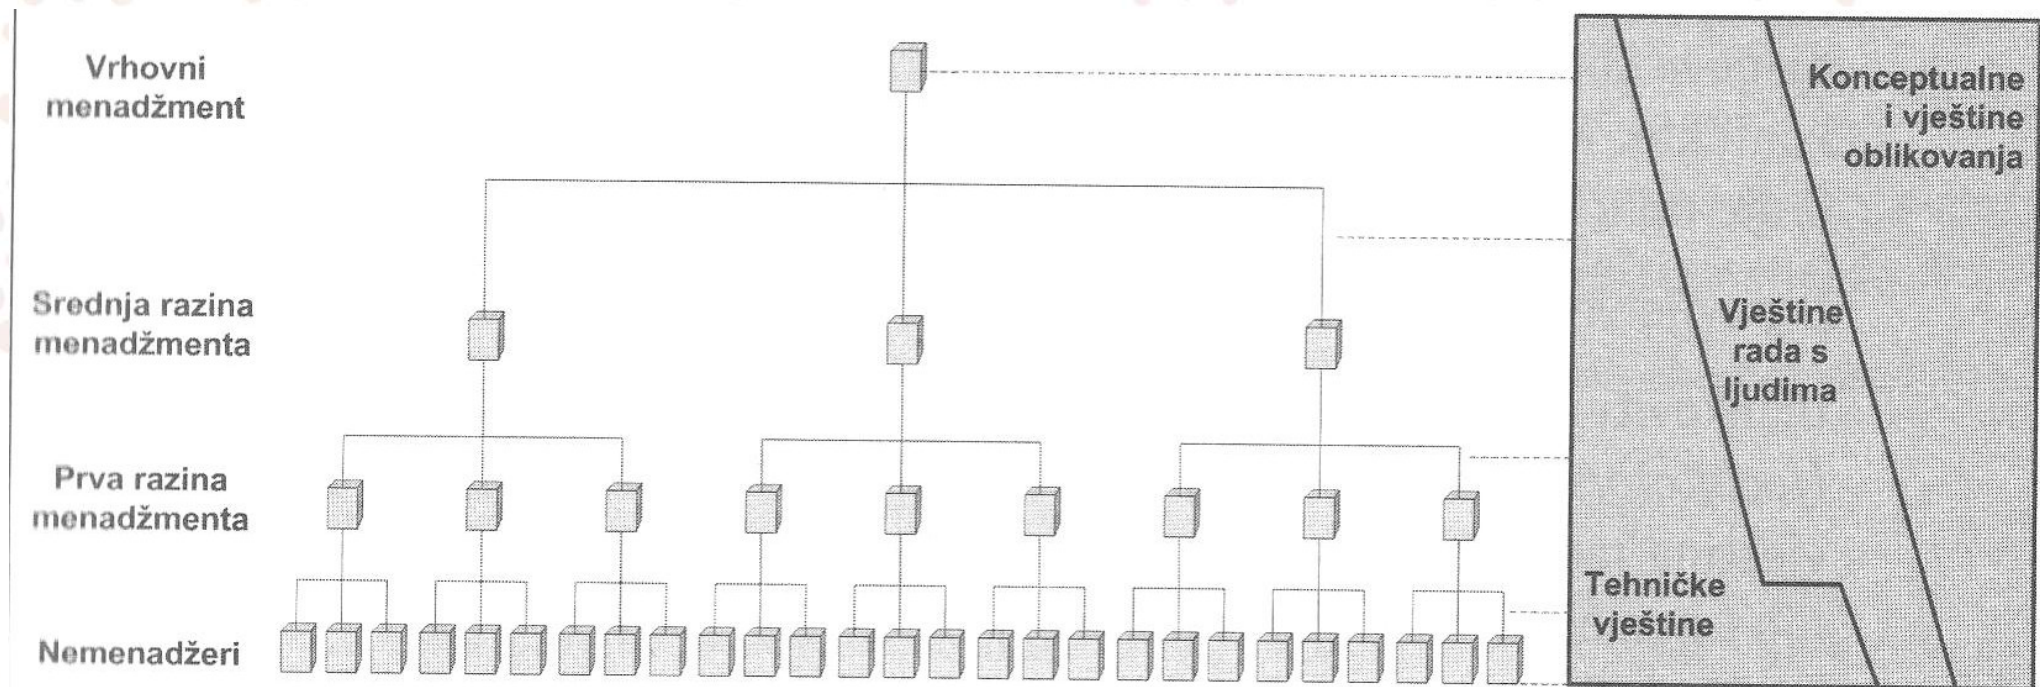 Vrhovni
menadžment
Srednja razina
menadžmenta
Prva razina
menadžmenta
Nemenadžeri
Konceptualne
i vještine
oblikovanja
Vještine
rada s
ljudima
Tehničke
vještine